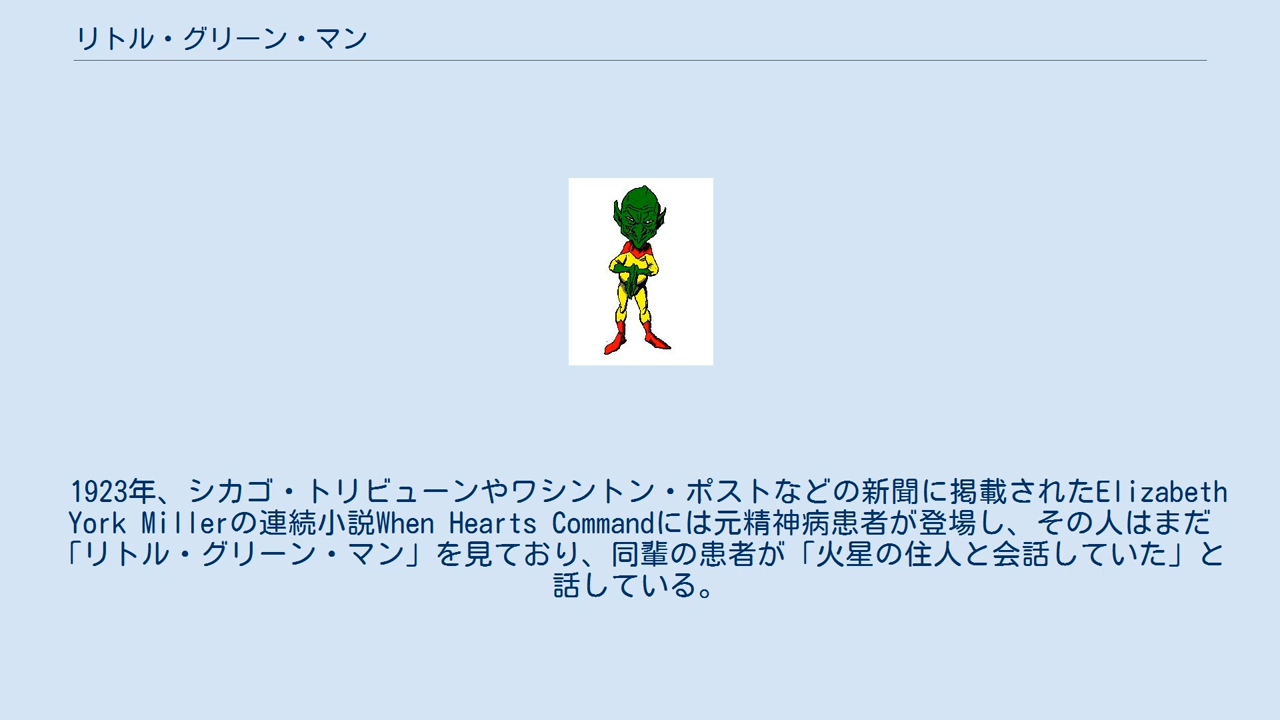 リトル・グリーン・マン
1923年、シカゴ・トリビューンやワシントン・ポストなどの新聞に掲載されたElizabeth
York Millerの連続小説When Hearts Commandには元精神病患者が登場し、その人はまだ
「リトル・グリーン・マン」を見ており、同輩の患者が「火星の住人と会話していた」と
話している。